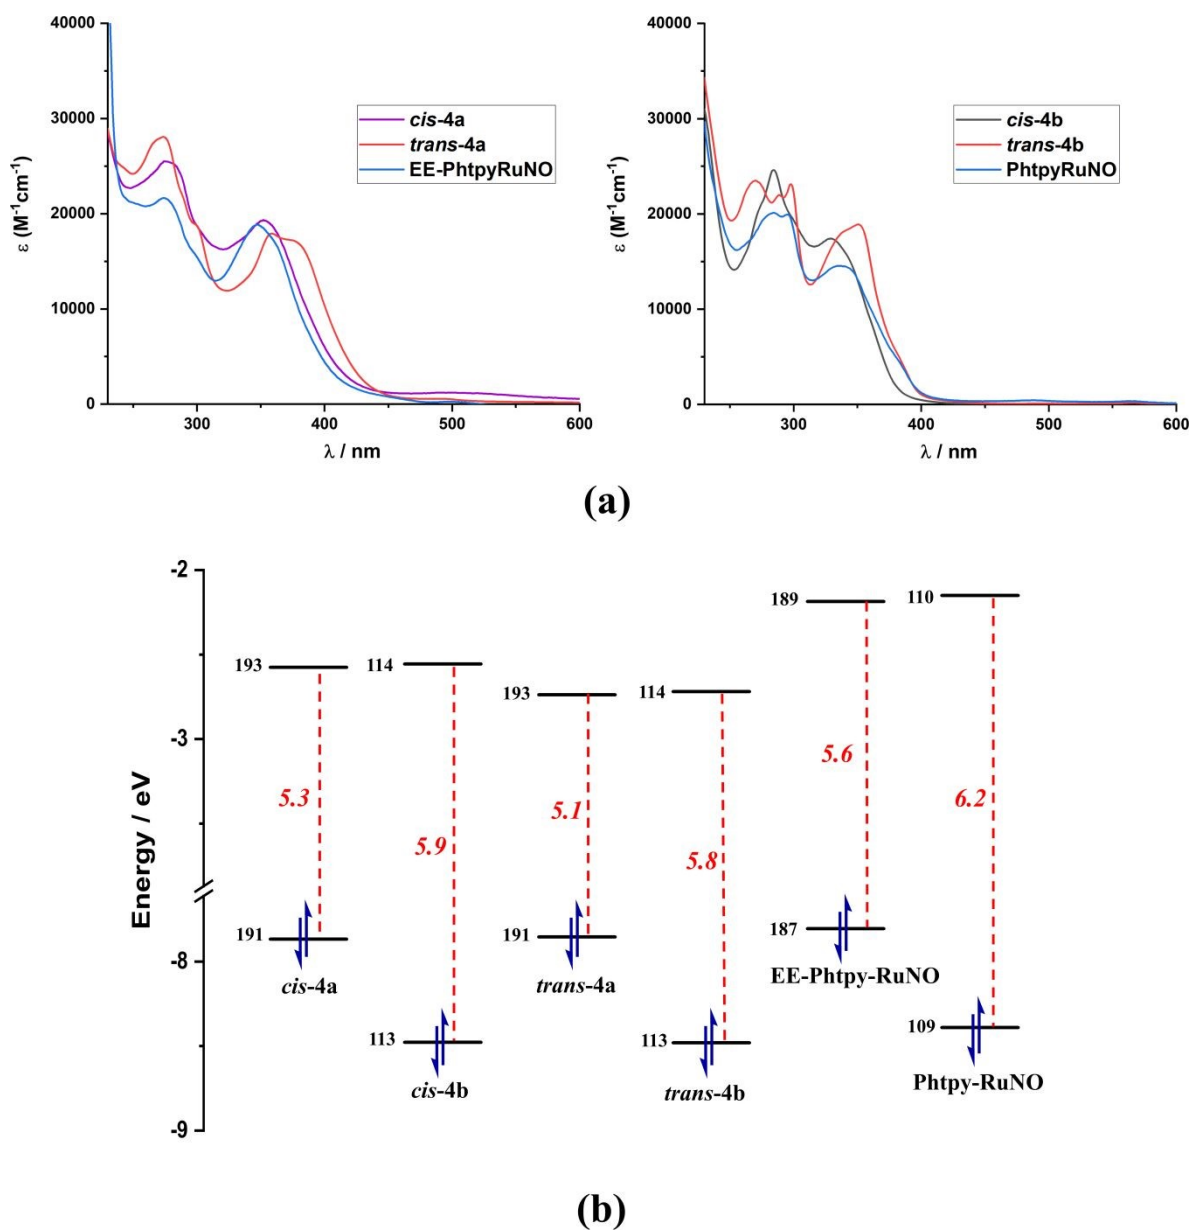 40000
30000
20000
10000
0
ε (M⁻¹cm⁻¹)
cis-4a
trans-4a
EE-PhtpyRuNO
300
400
500
600
λ / nm
40000
30000
20000
10000
0
ε (M⁻¹cm⁻¹)
cis-4b
trans-4b
PhtpyRuNO
300
400
500
600
λ / nm
(a)
Energy / eV
-2
-3
-8
-9
193
5.3
191
cis-4a
114
5.9
113
cis-4b
193
5.1
191
trans-4a
114
5.8
113
trans-4b
189
5.6
187
EE-Phtpy-RuNO
110
6.2
109
Phtpy-RuNO
(b)